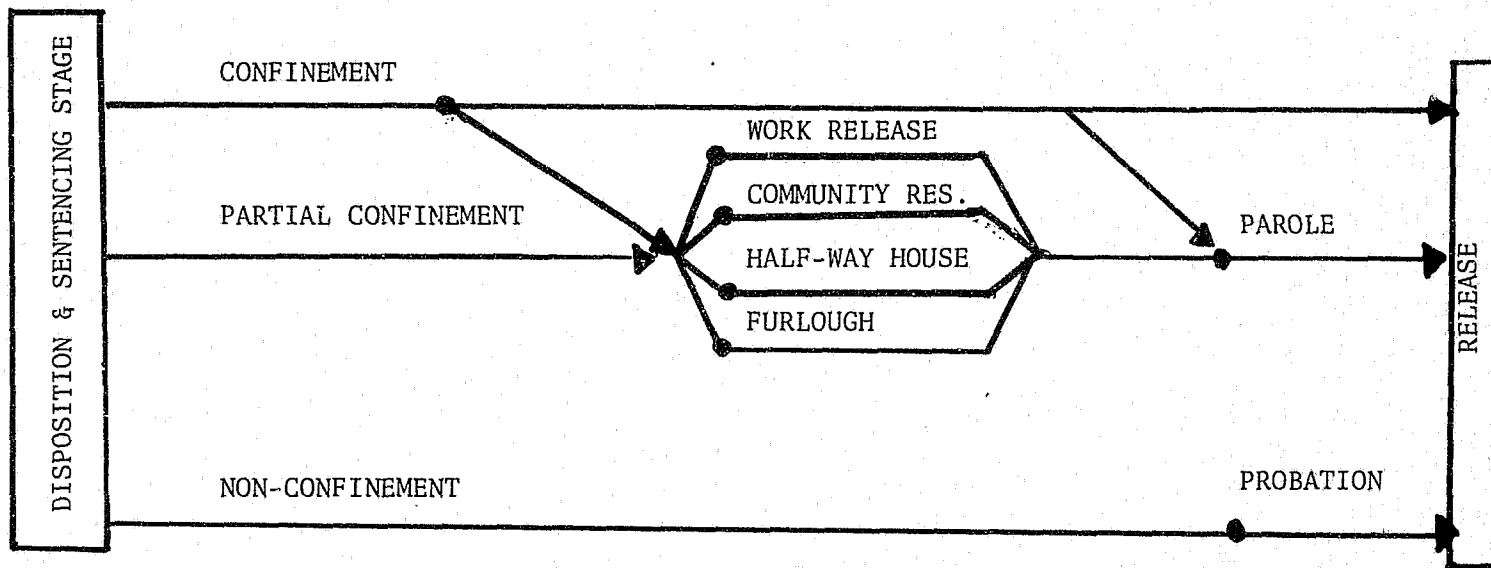 DISPOSITION & SENTENCING STAGE
CONFINEMENT
WORK RELEASE
COMMUNITY RES.
PARTIAL CONFINEMENT
PAROLE
HALF-WAY HOUSE
FURLOUGH
RELEASE
NON-CONFINEMENT
PROBATION